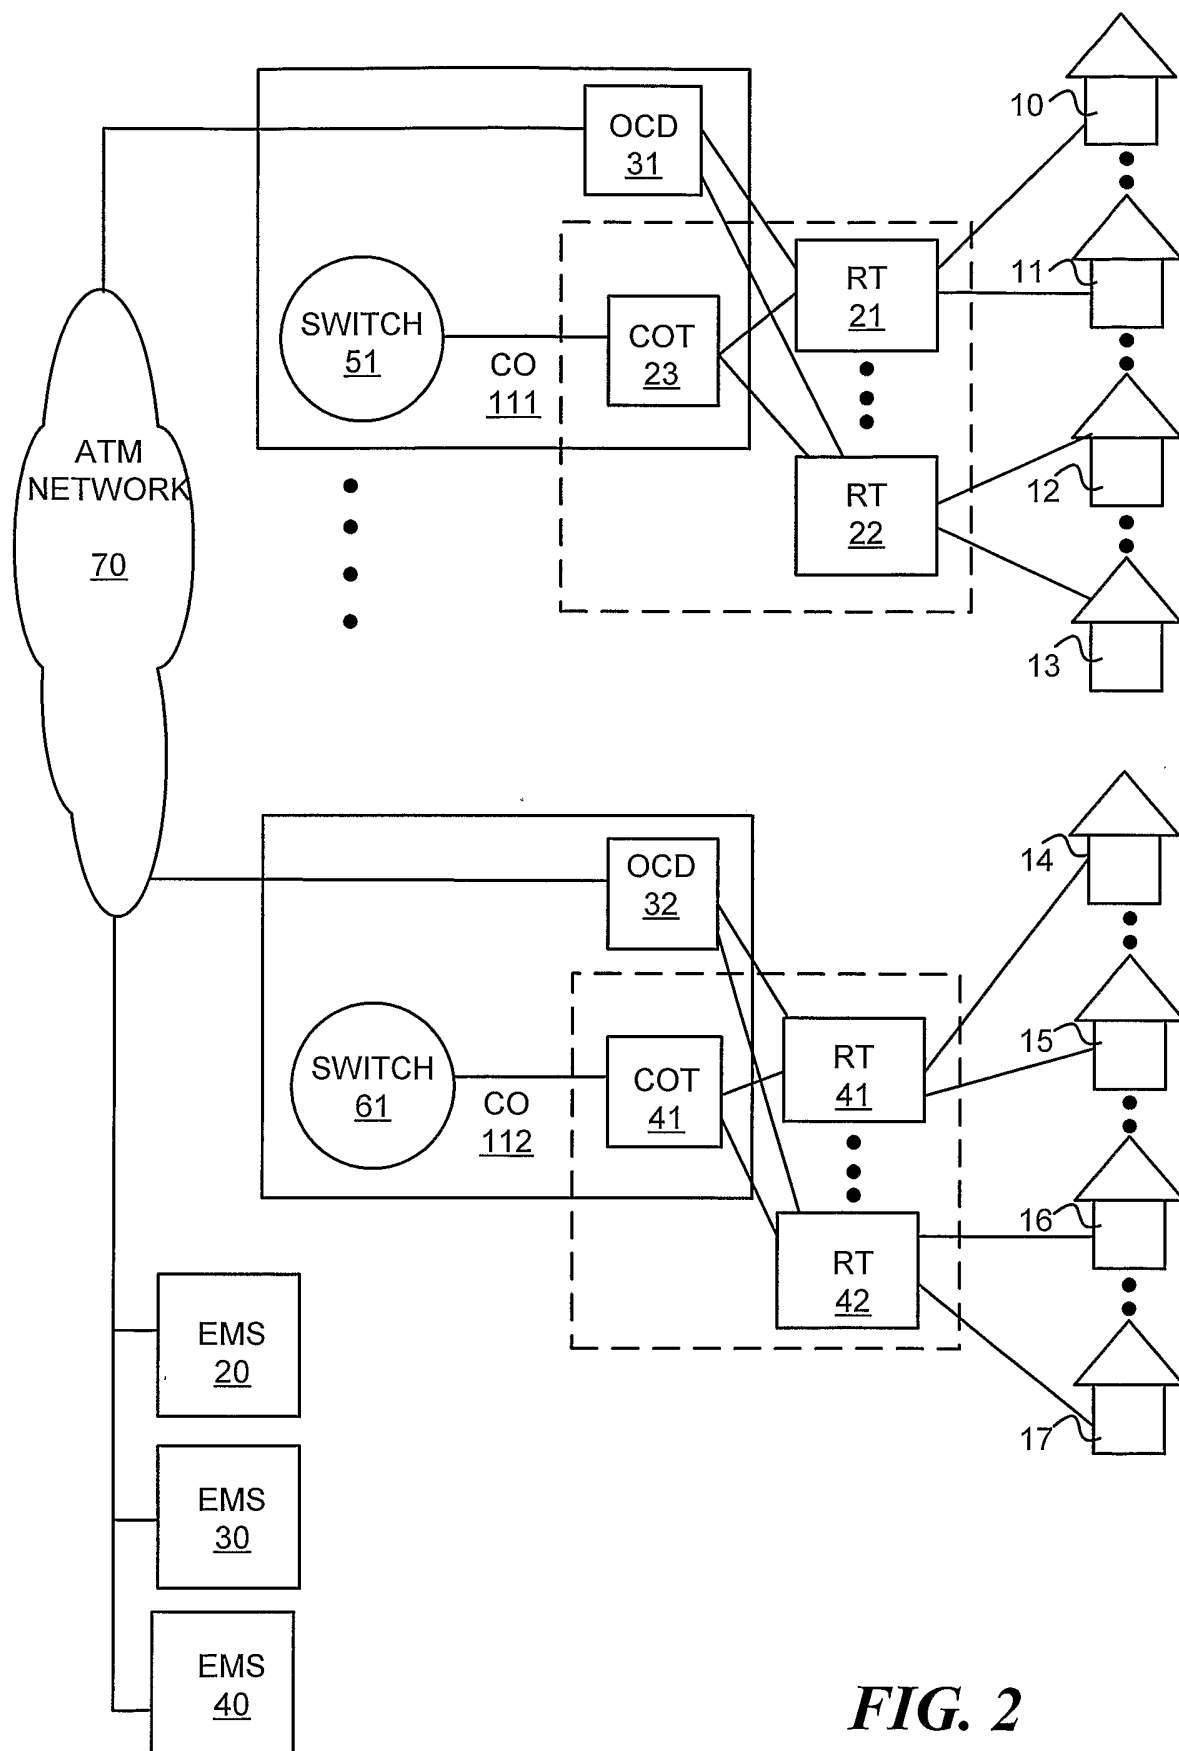 10
OCD
31
RT
21
11
SWITCH
51
COT
23
CO
111
ATM
NETWORK
70
RT
22
12
13
OCD
32
14
SWITCH
61
COT
41
CO
112
RT
41
15
RT
42
16
17
EMS
20
EMS
30
EMS
40
FIG. 2